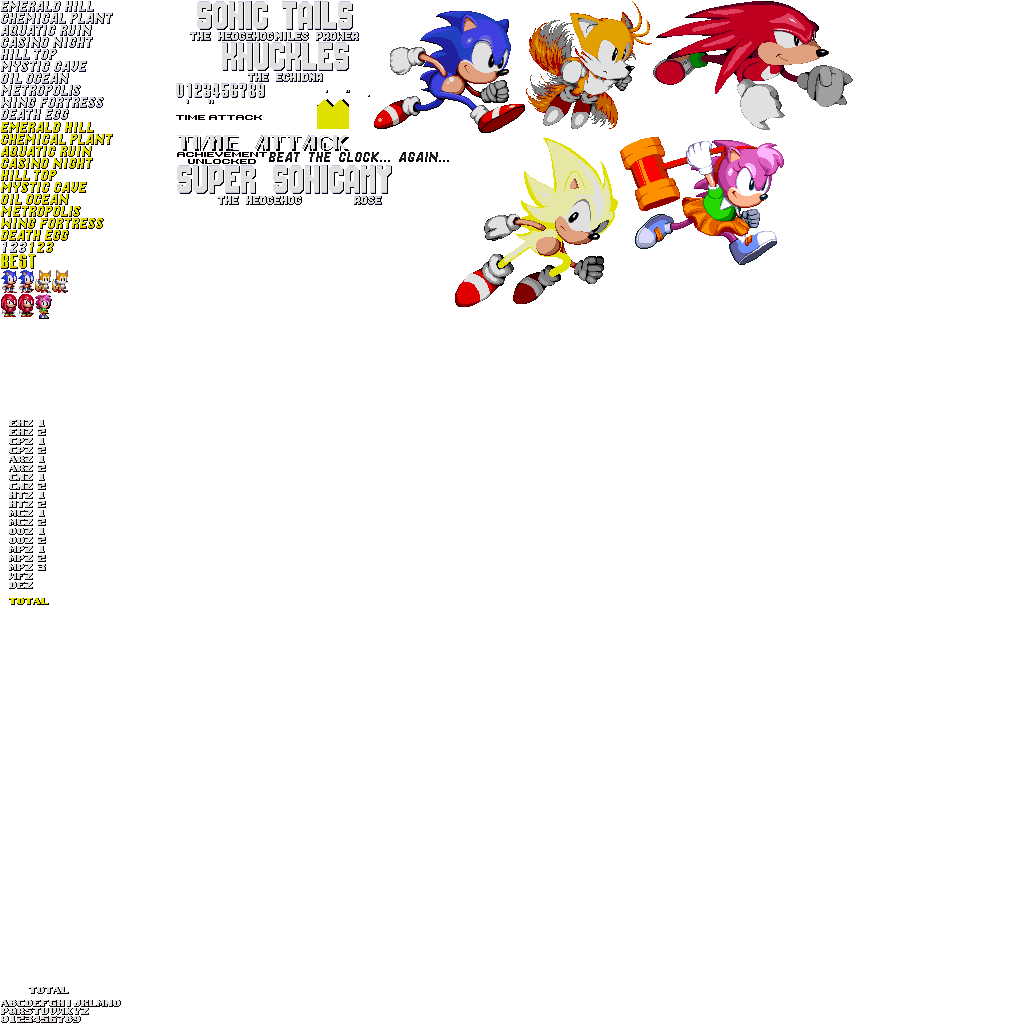 EMERALD HILL
CHEMICAL PLANT
AQUATIC RUIN
CASINO NIGHT
HILL TOP
MYSTIC CAVE
OIL OCEAN
METROPOLIS
WING FORTRESS
DEATH EGG
EMERALD HILL
CHEMICAL PLANT
AQUATIC RUIN
CASINO NIGHT
HILL TOP
MYSTIC CAVE
OIL OCEAN
METROPOLIS
WING FORTRESS
DEATH EGG
123123
BEST
SONIC TAILS
THE HEDGEHOGMILES PROWER
KNUCKLES
THE ECHIDNA
0123456789
' " .
' "
TIME ATTACK
TIME ATTACK
ACHIEVEMENT
UNLOCKED
BEAT THE CLOCK... AGAIN...
SUPER SONICAMY
THE HEDGEHOG ROSE
EHZ 1
EHZ 2
CPZ 1
CPZ 2
ARZ 1
ARZ 2
CNZ 1
CNZ 2
HTZ 1
HTZ 2
MCZ 1
MCZ 2
OOZ 1
OOZ 2
MPZ 1
MPZ 2
MPZ 3
WFZ
DEZ
TOTAL
TOTAL
ABCDEFGHIJKLMNO
PQRSTUVWXYZ
0123456789